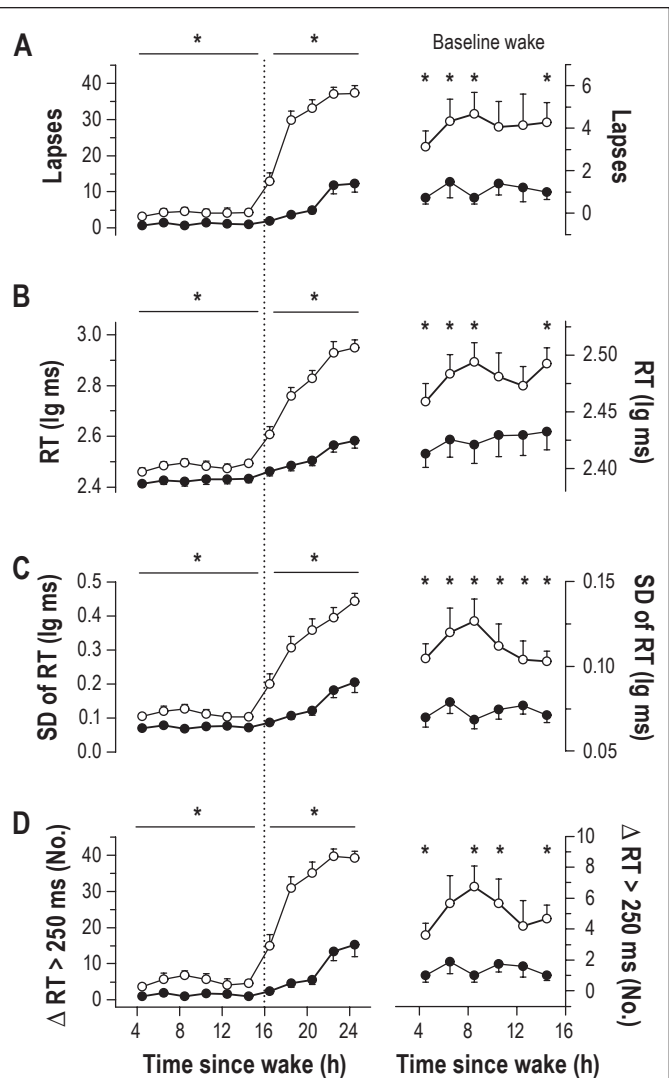 A
* *
Baseline wake
* * * *
Lapses
40
30
20
10
0
6
4
2
0
Lapses
B
* *
* * * *
RT (lg ms)
3.0
2.8
2.6
2.4
2.50
2.45
2.40
RT (lg ms)
C
* *
* * * * * *
SD of RT (lg ms)
0.5
0.4
0.3
0.2
0.1
0.0
0.15
0.10
0.05
SD of RT (lg ms)
D
* *
* * * *
Δ RT > 250 ms (No.)
40
30
20
10
0
10
8
6
4
2
0
Δ RT > 250 ms (No.)
4 8 12 16 20 24
4 8 12 16
Time since wake (h)
Time since wake (h)